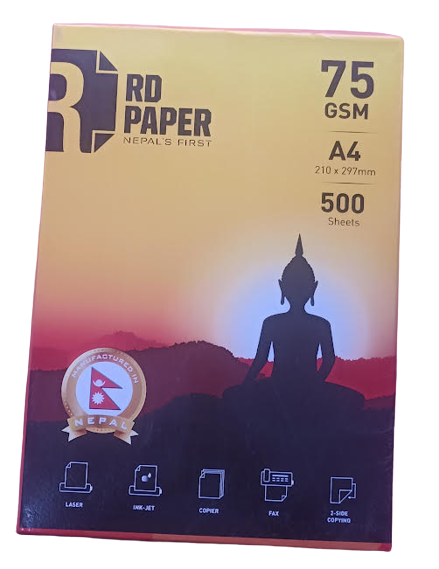 RD
PAPER
NEPAL'S FIRST
75
GSM
A4
210 x 297mm
500
Sheets
MANUFACTURED IN
NEPAL
LASER
INK-JET
COPIER
FAX
2-SIDE
COPYING